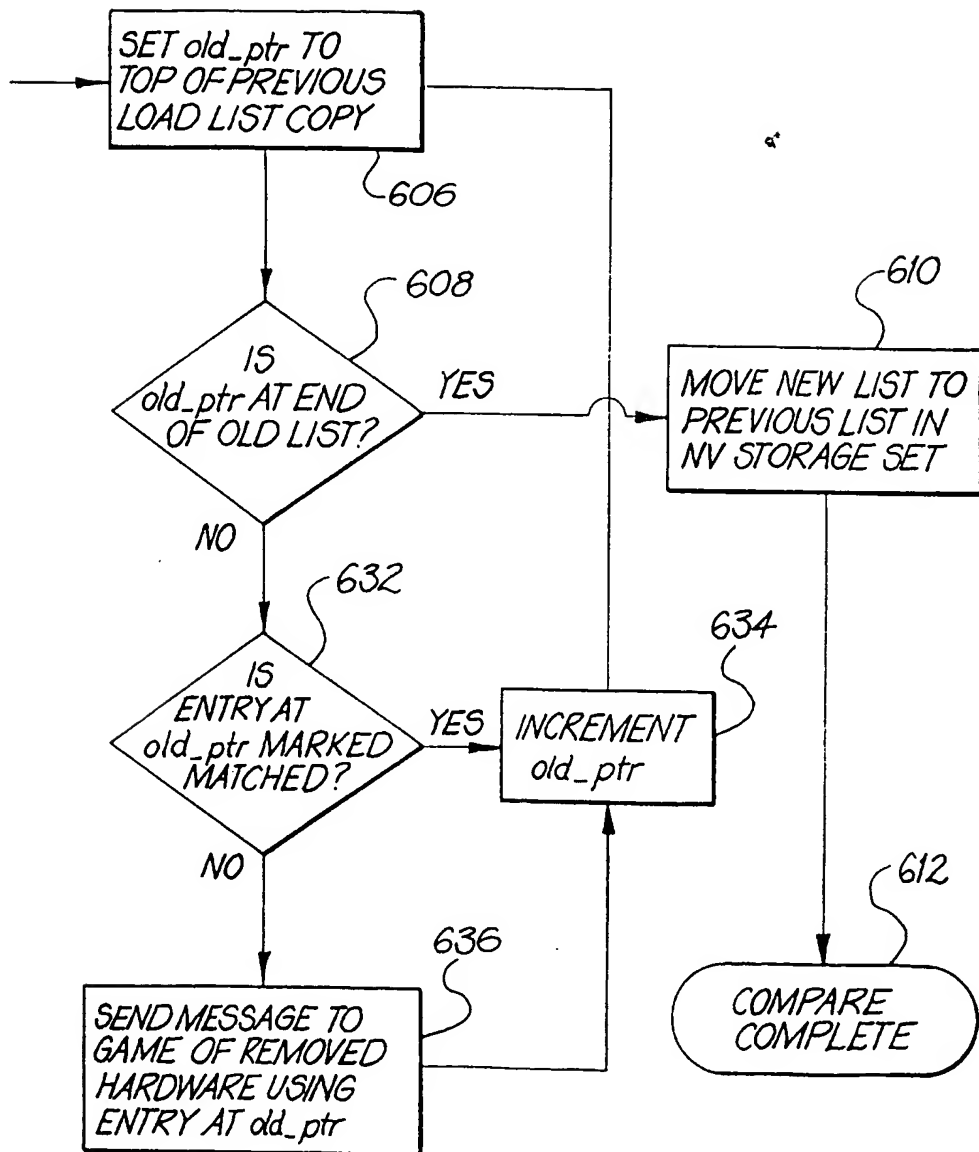 SET old_ptr TO
TOP OF PREVIOUS
LOAD LIST COPY
606
608
IS
old_ptr AT END
OF OLD LIST?
YES
NO
610
MOVE NEW LIST TO
PREVIOUS LIST IN
NV STORAGE SET
632
IS
ENTRY AT
old_ptr MARKED
MATCHED?
YES
NO
634
INCREMENT
old_ptr
636
SEND MESSAGE TO
GAME OF REMOVED
HARDWARE USING
ENTRY AT old_ptr
612
COMPARE
COMPLETE